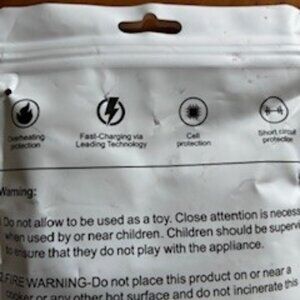 Overheating
protection
Fast-Charging via
Leading Technology
Cell
protection
Short circuit
protection
Warning:
Do not allow to be used as a toy. Close attention is necess
when used by or near children. Children should be supervi
to ensure that they do not play with the appliance.
2.FIRE WARNING-Do not place this product on or near a
cooker or any other hot surface and do not incinerate this